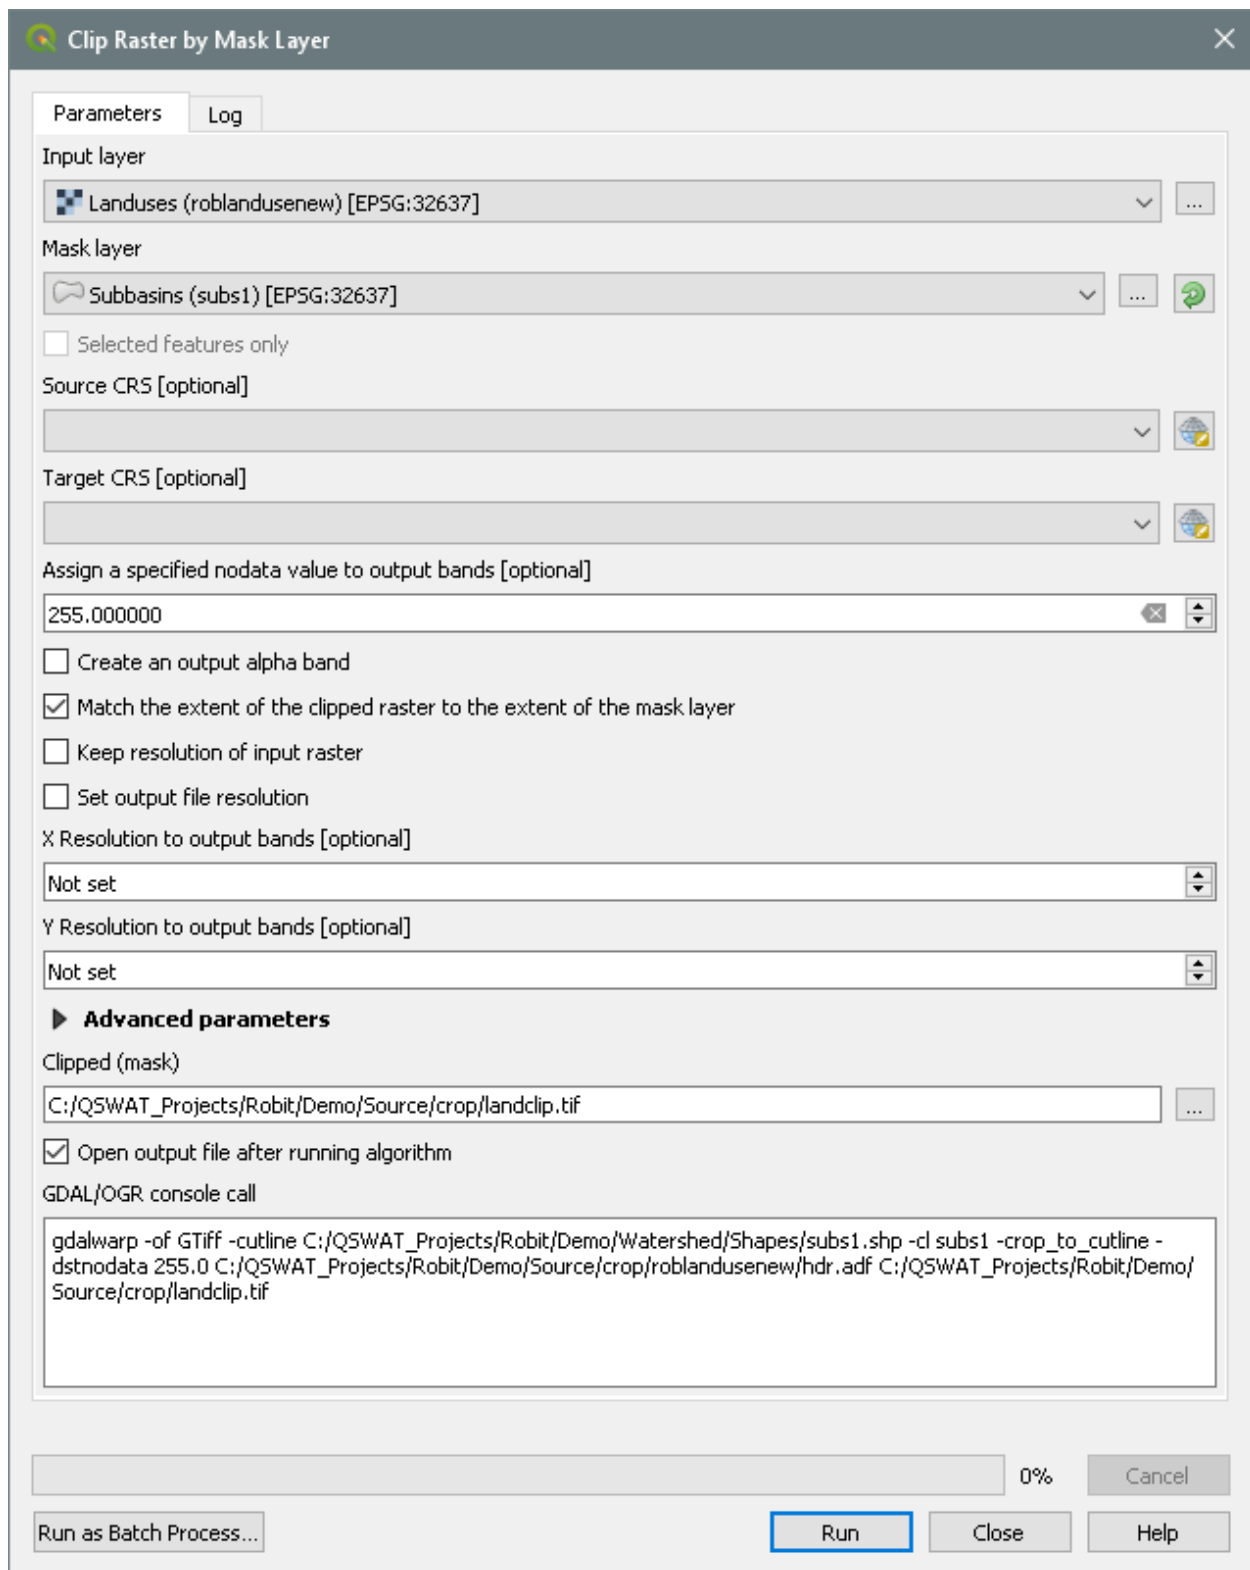 Clip Raster by Mask Layer
Parameters
Log
Input layer
Landuses (roblandusenew) [EPSG:32637]
...
Mask layer
Subbasins (subs1) [EPSG:32637]
...
Selected features only
Source CRS [optional]
Target CRS [optional]
Assign a specified nodata value to output bands [optional]
255.000000
Create an output alpha band
Match the extent of the clipped raster to the extent of the mask layer
Keep resolution of input raster
Set output file resolution
X Resolution to output bands [optional]
Not set
Y Resolution to output bands [optional]
Not set
Advanced parameters
Clipped (mask)
C:/QSWAT_Projects/Robit/Demo/Source/crop/landclip.tif
...
Open output file after running algorithm
GDAL/OGR console call
gdalwarp -of GTiff -cutline C:/QSWAT_Projects/Robit/Demo/Watershed/Shapes/subs1.shp -cl subs1 -crop_to_cutline -
dstnodata 255.0 C:/QSWAT_Projects/Robit/Demo/Source/crop/roblandusenew/hdr.adf C:/QSWAT_Projects/Robit/Demo/
Source/crop/landclip.tif
0%
Cancel
Run as Batch Process...
Run
Close
Help